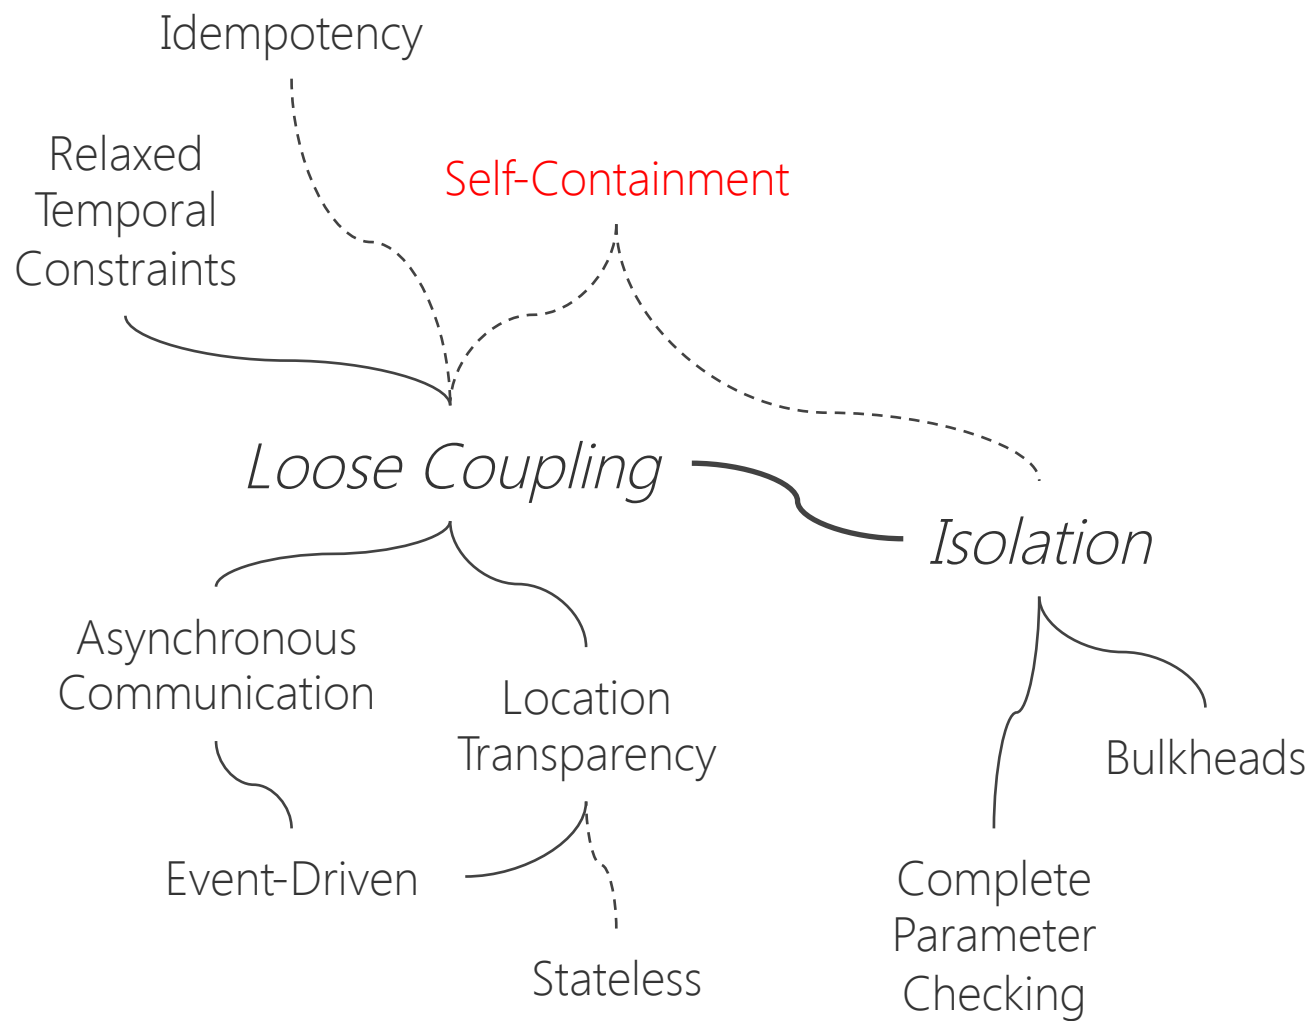 Idempotency
Relaxed
Temporal
Constraints
Self-Containment
Loose Coupling
Isolation
Asynchronous
Communication
Location
Transparency
Bulkheads
Event-Driven
Complete
Parameter
Checking
Stateless